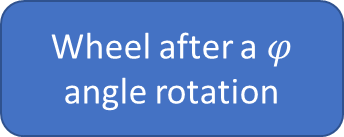 Wheel after a φ
angle rotation